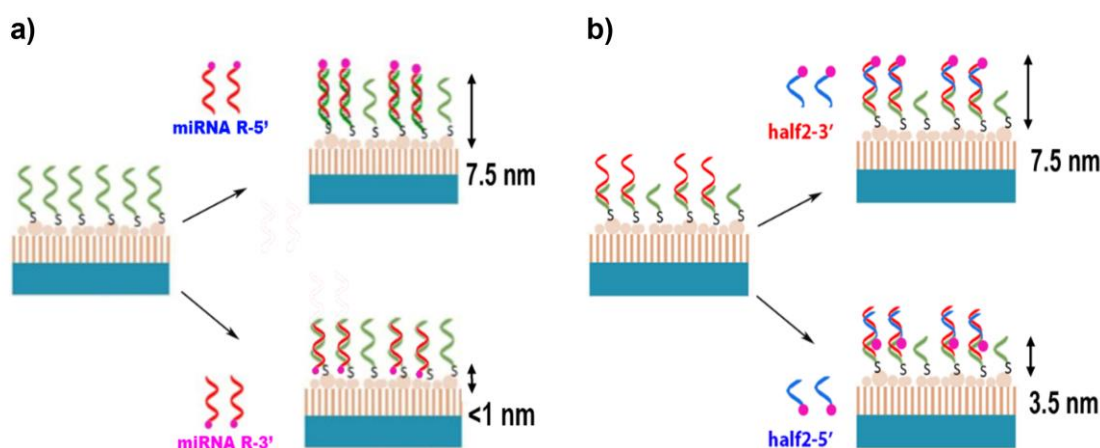 a)
b)
miRNA R-5'
S S S S S S
7.5 nm
S S S S S S
miRNA R-3'
S S S S S S
<1 nm
half2-3'
S S S S S S
7.5 nm
S S S S S S
half2-5'
S S S S S S
3.5 nm